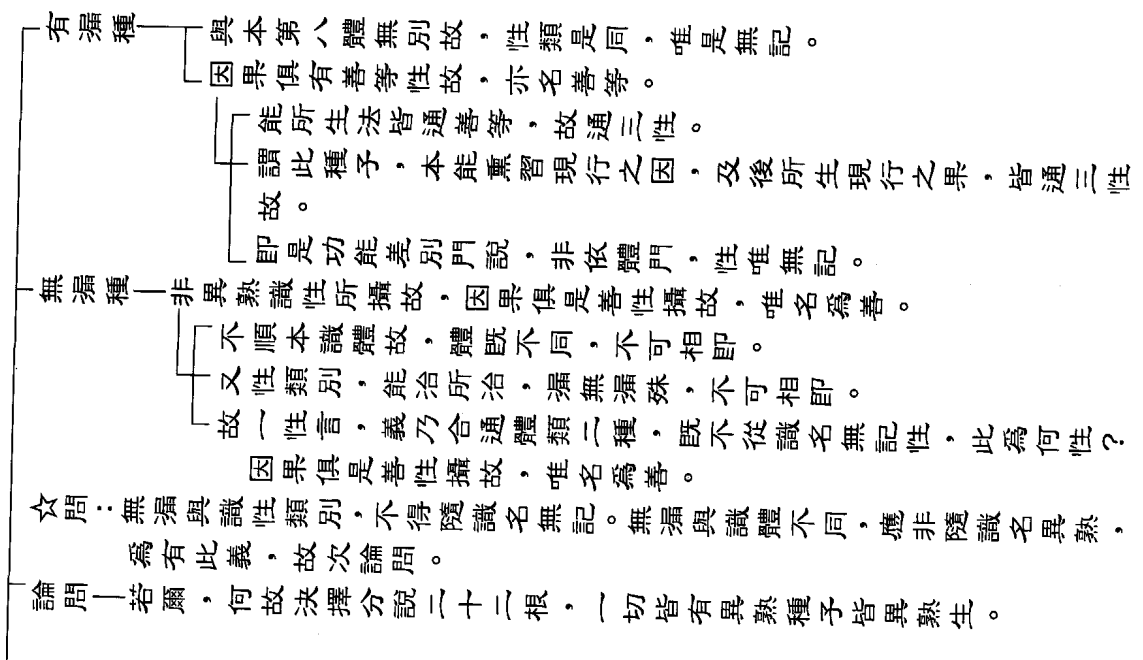 有漏種
與本第八體無別故，性類是同，唯是無記。
因果俱有善等性故，亦名善等。
能所生法皆通善等，故通三性。
謂此種子，本能熏習現行之因，及後所生現行之果，皆通三性
故。
即是功能差別門說，非依體門，性唯無記。
無漏種
非異熟識性所攝故，因果俱是善性攝故，唯名為善。
不順本識體故，體既不同，不可相即。
又性類別，能治所治，漏無漏殊，不可相即。
故一性言，義乃合通體類二種，既不從識名無記性，此為何性？
因果俱是善性攝故，唯名為善。
☆問：無漏與識性類別，不得隨識名無記。無漏與識體不同，應非隨識名異熟，
為有此義，故次論問。
論問
若爾，何故決擇分說二十二根，一切皆有異熟種子皆異熟生。